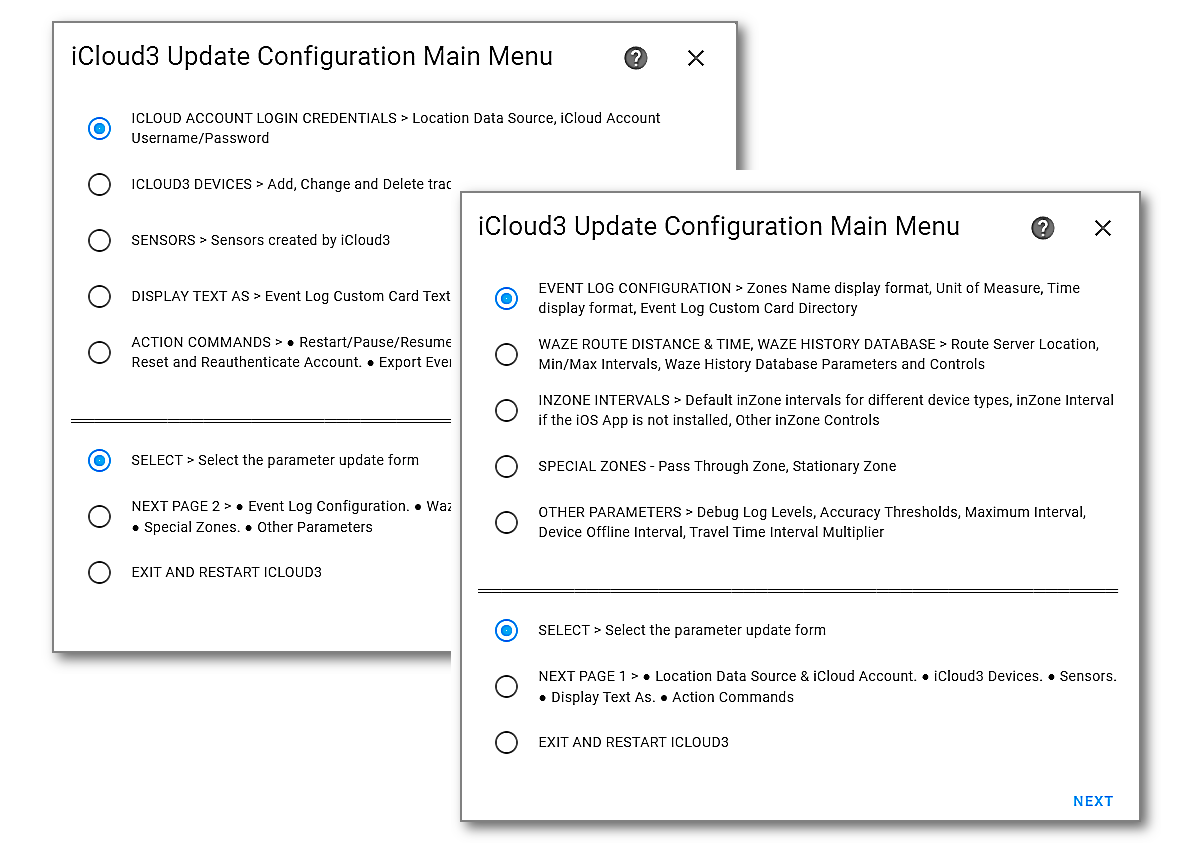 iCloud3 Update Configuration Main Menu
ICLOUD ACCOUNT LOGIN CREDENTIALS > Location Data Source, iCloud Account
Username/Password
ICLOUD3 DEVICES > Add, Change and Delete
SENSORS > Sensors created by iCloud3
DISPLAY TEXT AS > Event Log Custom Card Text
ACTION COMMANDS > ● Restart/Pause/Resume
Reset and Reauthenticate Account. ● Export
SELECT > Select the parameter update form
NEXT PAGE 2 > ● Event Log Configuration. ●
● Special Zones. ● Other Parameters
EXIT AND RESTART ICLOUD3
iCloud3 Update Configuration Main Menu
EVENT LOG CONFIGURATION > Zones Name display format, Unit of Measure, Time
display format, Event Log Custom Card Directory
WAZE ROUTE DISTANCE & TIME, WAZE HISTORY DATABASE > Route Server Location,
Min/Max Intervals, Waze History Database Parameters and Controls
INZONE INTERVALS > Default inZone intervals for different device types, inZone Interval
if the iOS App is not installed, Other inZone Controls
SPECIAL ZONES - Pass Through Zone, Stationary Zone
OTHER PARAMETERS > Debug Log Levels, Accuracy Thresholds, Maximum Interval,
Device Offline Interval, Travel Time Interval Multiplier
SELECT > Select the parameter update form
NEXT PAGE 1 > ● Location Data Source & iCloud Account. ● iCloud3 Devices. ● Sensors.
● Display Text As. ● Action Commands
EXIT AND RESTART ICLOUD3
NEXT